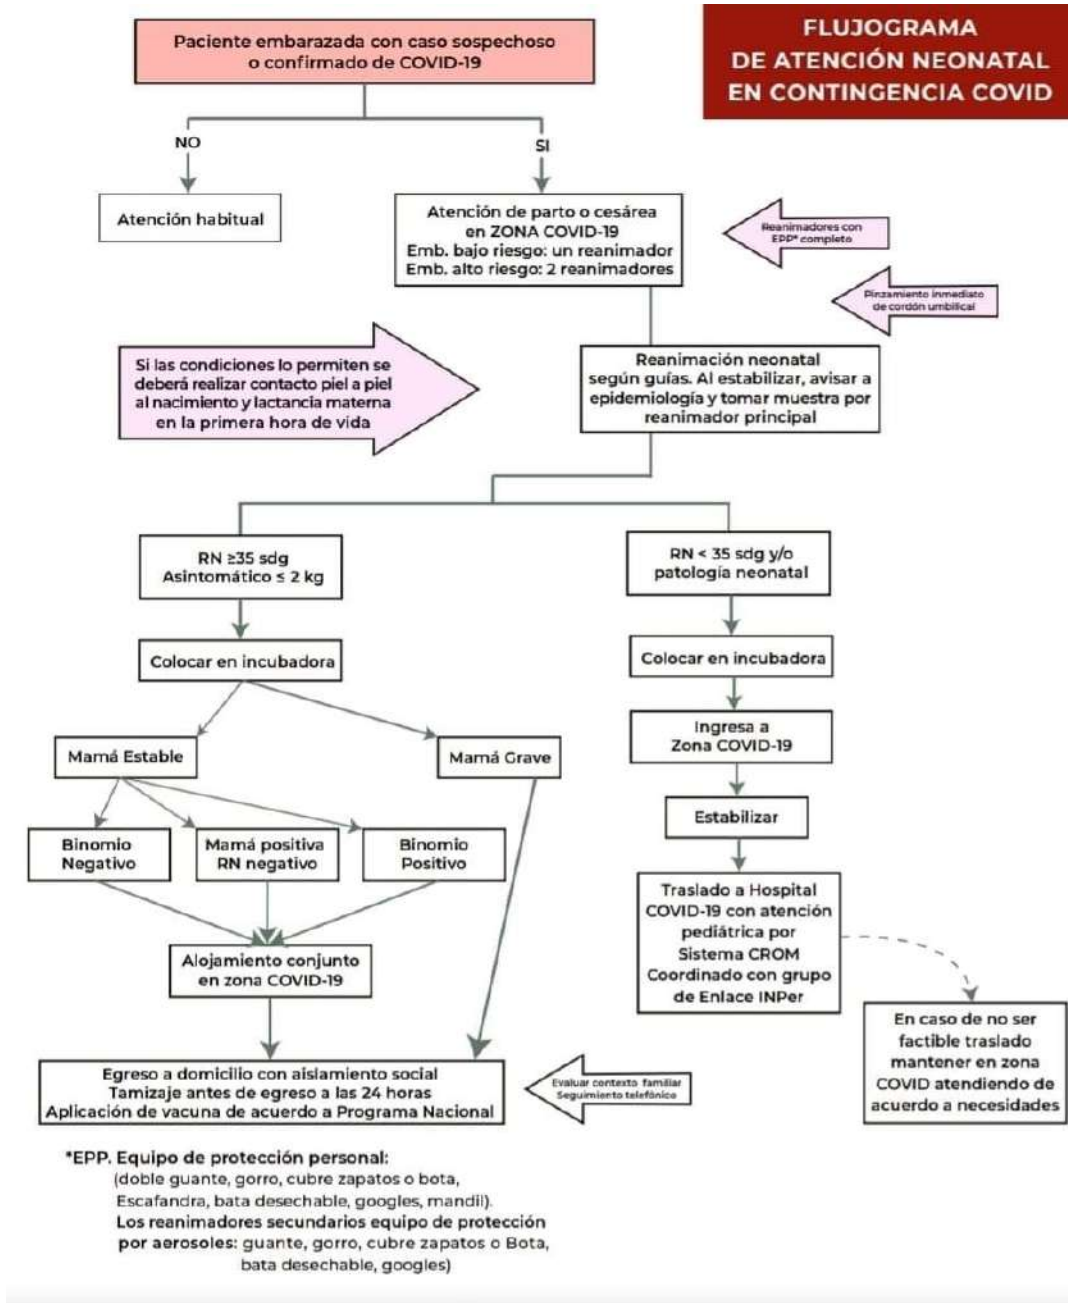 FLUJOGRAMA
DE ATENCIÓN NEONATAL
EN CONTINGENCIA COVID
Paciente embarazada con caso sospechoso
o confirmado de COVID-19
NO
SI
Atención habitual
Atención de parto o cesárea
en ZONA COVID-19
Emb. bajo riesgo: un reanimador
Emb. alto riesgo: 2 reanimadores
Reanimadores con
EPP* completo
Pinzamiento inmediato
de cordón umbilical
Si las condiciones lo permiten se
deberá realizar contacto piel a piel
al nacimiento y lactancia materna
en la primera hora de vida
Reanimación neonatal
según guías. Al estabilizar, avisar a
epidemiología y tomar muestra por
reanimador principal
RN ≥35 sdg
Asintomático ≤ 2 kg
RN < 35 sdg y/o
patología neonatal
Colocar en incubadora
Colocar en incubadora
Ingresa a
Zona COVID-19
Mamá Estable
Mamá Grave
Estabilizar
Binomio
Negativo
Mamá positiva
RN negativo
Binomio
Positivo
Traslado a Hospital
COVID-19 con atención
pediátrica por
Sistema CROM
Coordinado con grupo
de Enlace INPer
Alojamiento conjunto
en zona COVID-19
En caso de no ser
factible traslado
mantener en zona
COVID atendiendo de
acuerdo a necesidades
Egreso a domicilio con aislamiento social
Tamizaje antes de egreso a las 24 horas
Aplicación de vacuna de acuerdo a Programa Nacional
Evaluar contexto familiar
Seguimiento telefónico
*EPP. Equipo de protección personal:
(doble guante, gorro, cubre zapatos o bota,
Escafandra, bata desechable, googles, mandil).
Los reanimadores secundarios equipo de protección
por aerosoles: guante, gorro, cubre zapatos o Bota,
bata desechable, googles)